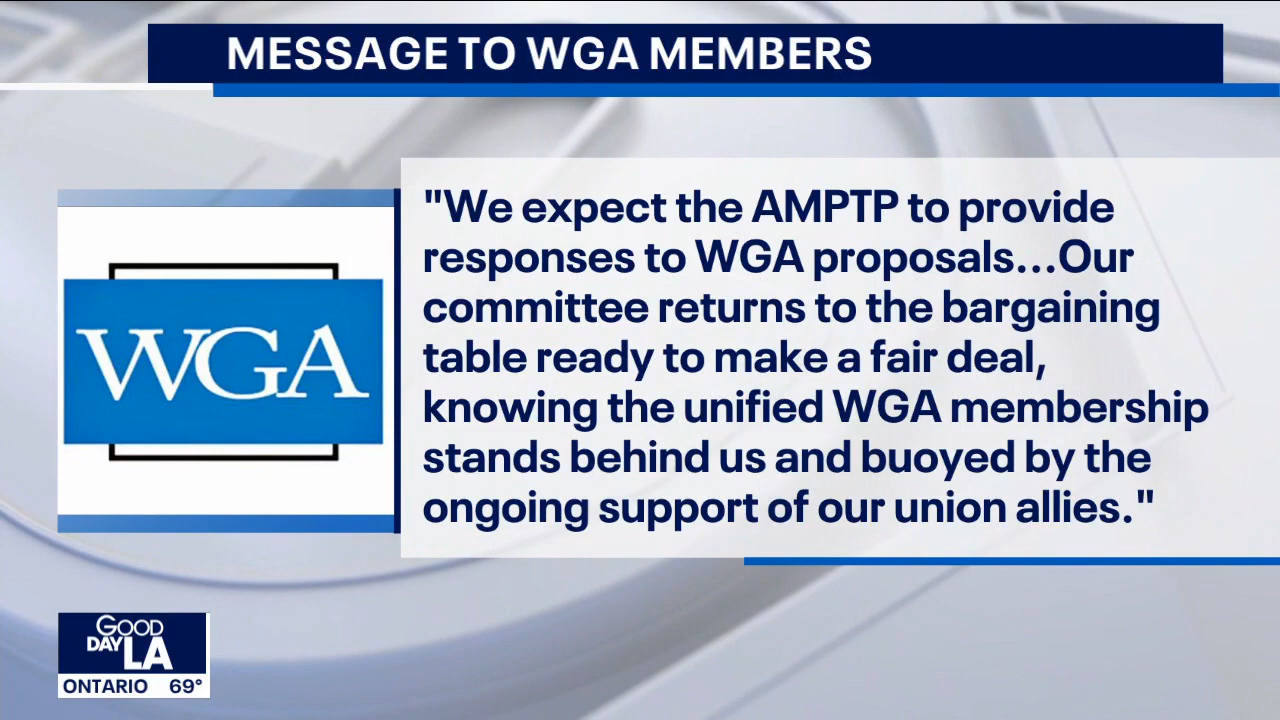 MESSAGE TO WGA MEMBERS
WGA
"We expect the AMPTP to provide
responses to WGA proposals...Our
committee returns to the bargaining
table ready to make a fair deal,
knowing the unified WGA membership
stands behind us and buoyed by the
ongoing support of our union allies."
GOOD
DAY LA
ONTARIO 69°